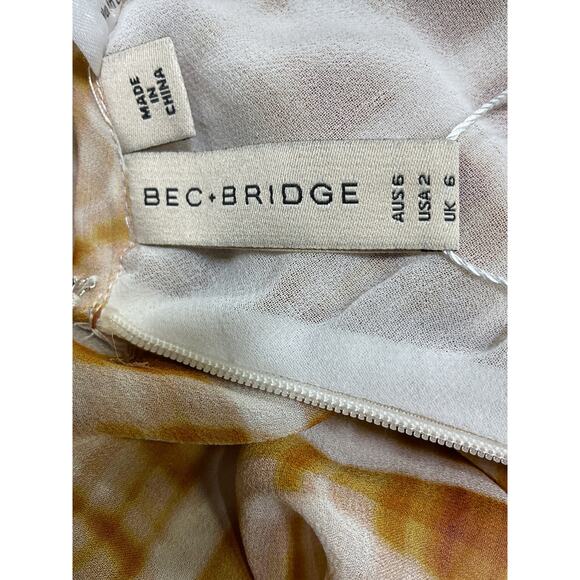 MADE
IN
CHINA
BEC+BRIDGE
AUS 6
USA 2
UK 6